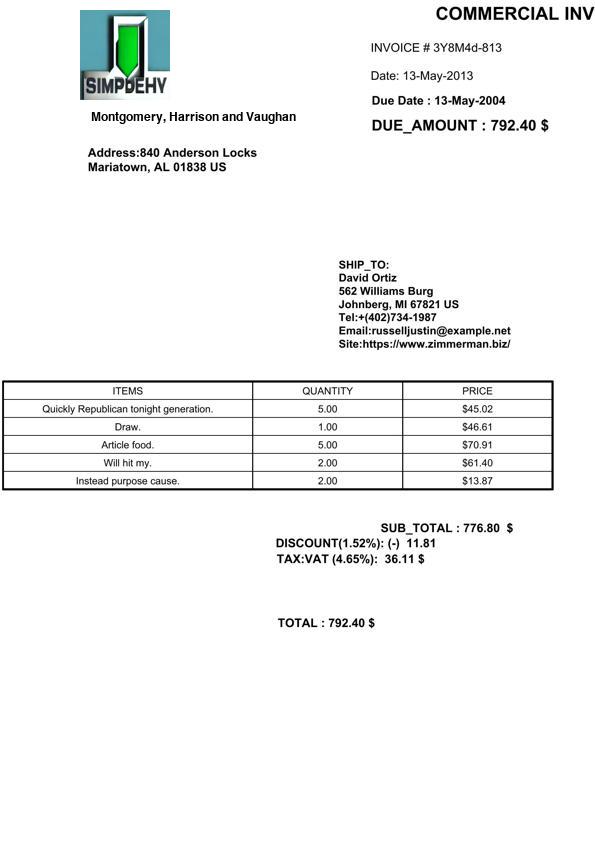 COMMERCIAL INV
INVOICE # 3Y8M4d-813
Date: 13-May-2013
Due Date : 13-May-2004
DUE_AMOUNT : 792.40 $
SIMPDEHY
Montgomery, Harrison and Vaughan
Address:840 Anderson Locks
Mariatown, AL 01838 US
SHIP_TO:
David Ortiz
562 Williams Burg
Johnberg, MI 67821 US
Tel:+(402)734-1987
Email:russelljustin@example.net
Site:https://www.zimmerman.biz/
ITEMS QUANTITY PRICE
Quickly Republican tonight generation. 5.00 $45.02
Draw. 1.00 $46.61
Article food. 5.00 $70.91
Will hit my. 2.00 $61.40
Instead purpose cause. 2.00 $13.87
SUB_TOTAL : 776.80 $
DISCOUNT(1.52%): (-) 11.81
TAX:VAT (4.65%): 36.11 $
TOTAL : 792.40 $